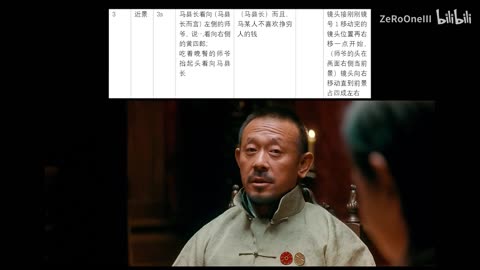 ZeRoOneIII
bilibili
3
近景
3s
马县长看向(马县
长而言)左侧的师
爷,说…,看向右侧
的黄四郎;
吃着晚餐的师爷
抬起头看向马县
长
(马县长)而且,
马某人不喜欢挣穷
人的钱
镜头接刚刚镜
号1移动完的
镜头位置再右
移一点开始,
(师爷的头在
画面右侧当前
景)镜头向右
移动直到前景
占四成左右